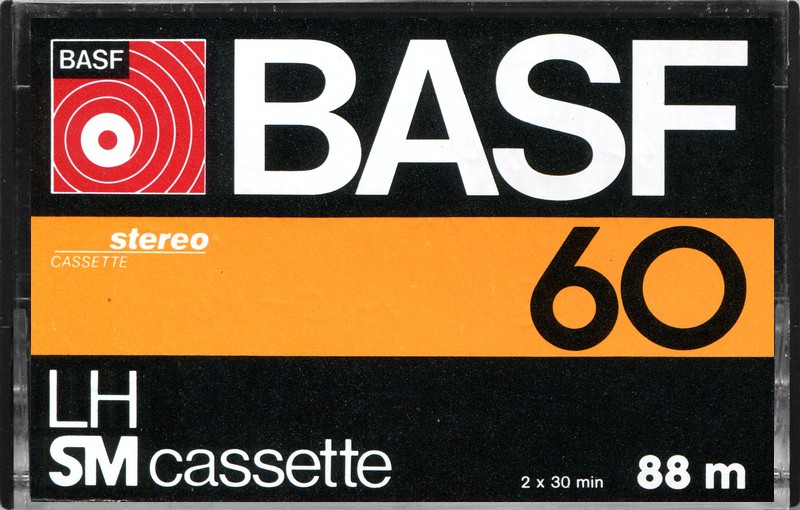 BASF
BASF
stereo
CASSETTE
60
LH
SM cassette
2 x 30 min
88 m